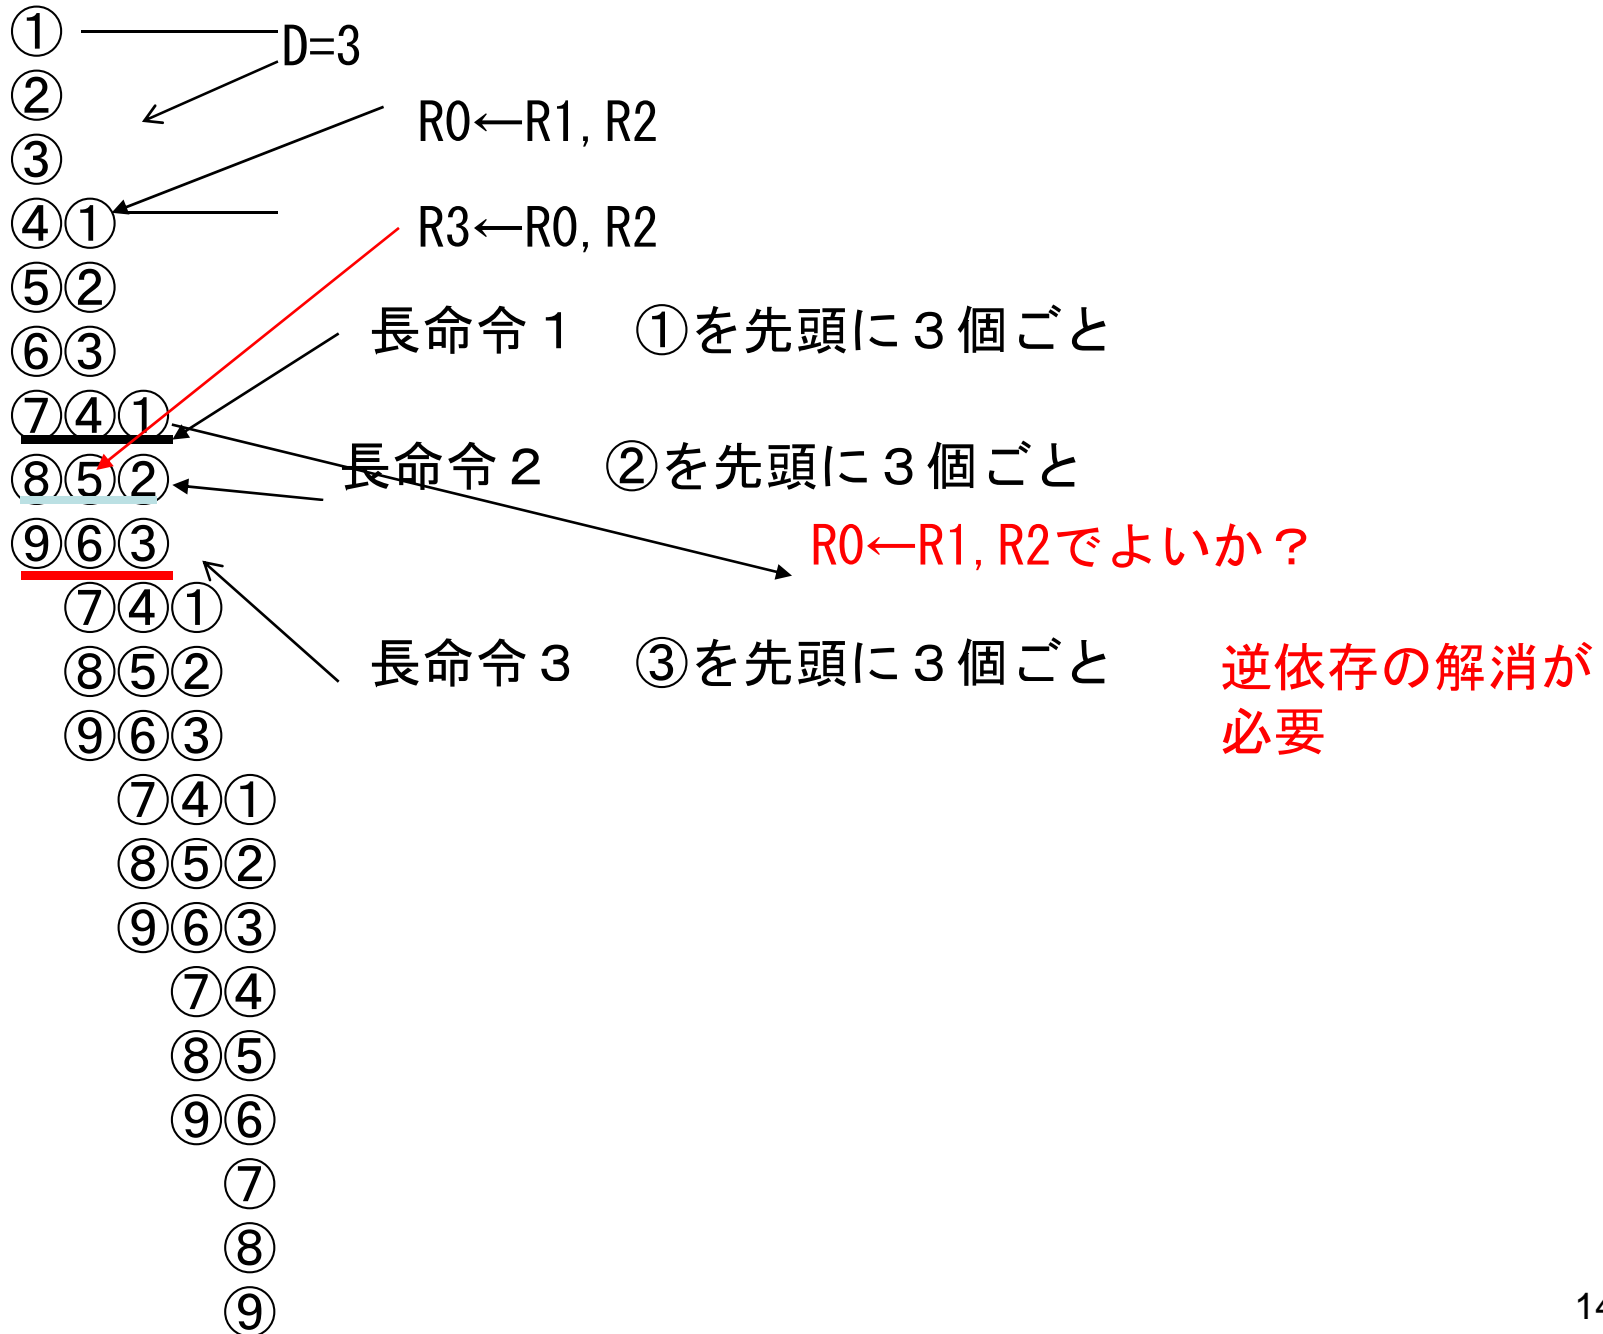 ①
D=3
②
R0←R1, R2
③
④①
R3←R0, R2
⑤②
長命令１　①を先頭に３個ごと
⑥③
⑦④①
長命令２　②を先頭に３個ごと
⑧⑤②
R0←R1, R2でよいか？
⑨⑥③
⑦④①
長命令３　③を先頭に３個ごと
逆依存の解消が
必要
⑧⑤②
⑨⑥③
⑦④①
⑧⑤②
⑨⑥③
⑦④
⑧⑤
⑨⑥
⑦
⑧
⑨
14